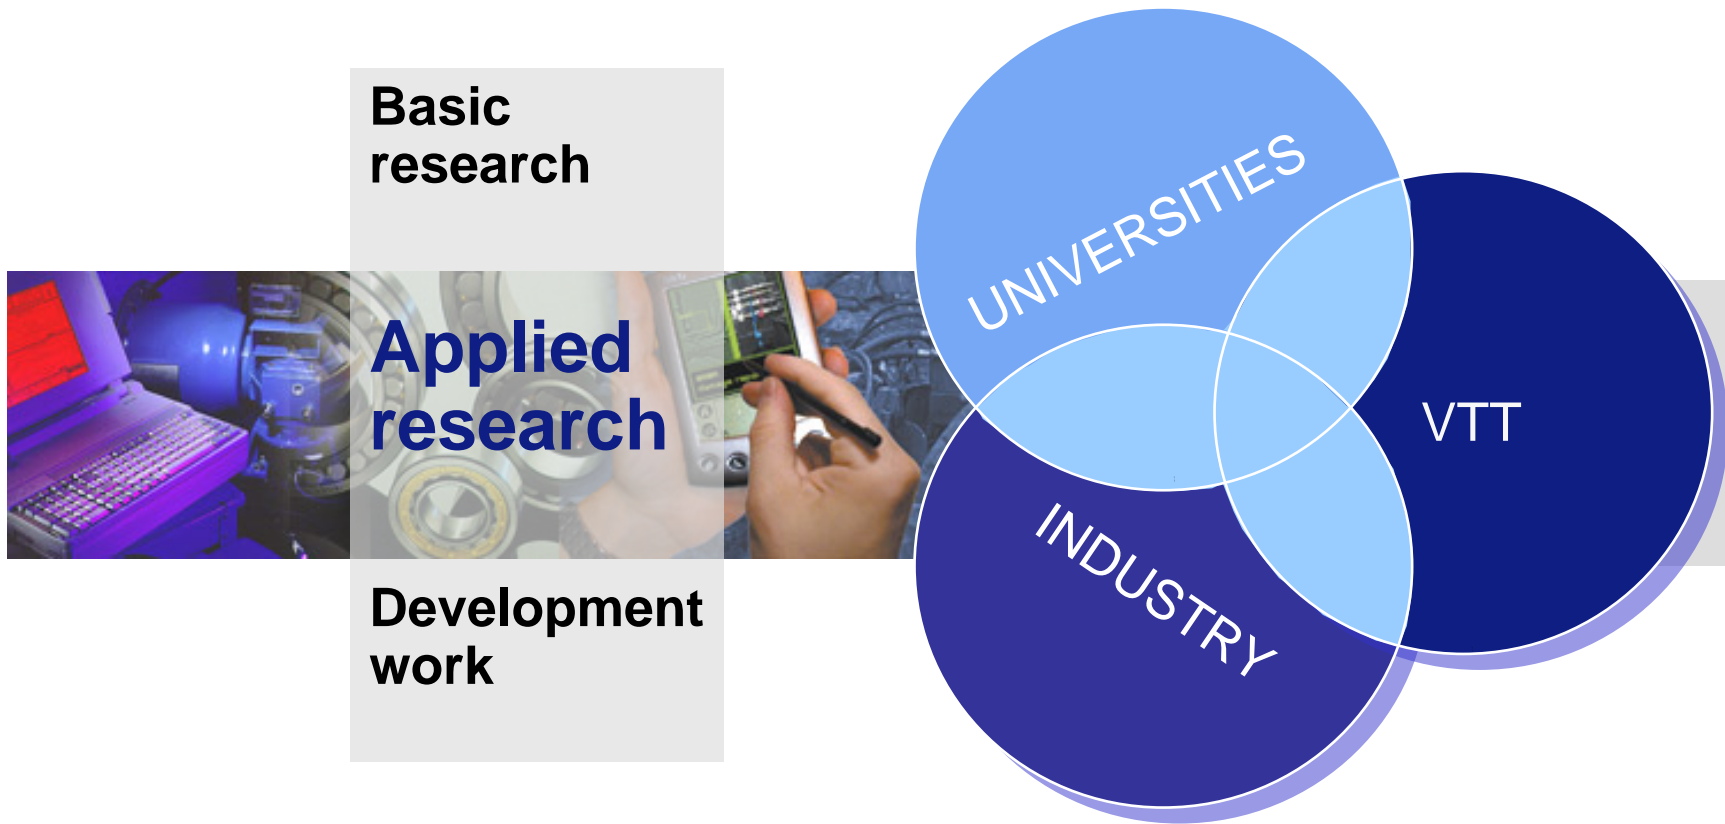 Basic
research
Applied
research
Development
work
UNIVERSITIES
VTT
INDUSTRY